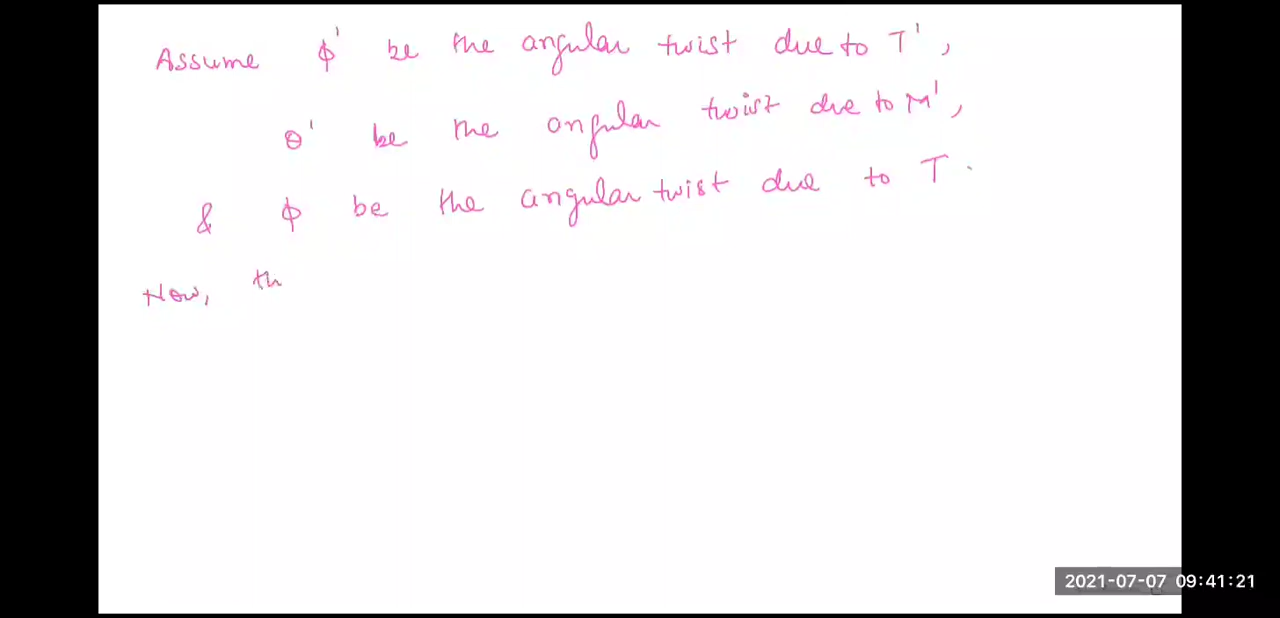 Assume ϕ' be the angular twist due to T',
θ' be the angular twist due to M',
& ϕ be the angular twist due to T.
Now, th
2021-07-07 09:41:21